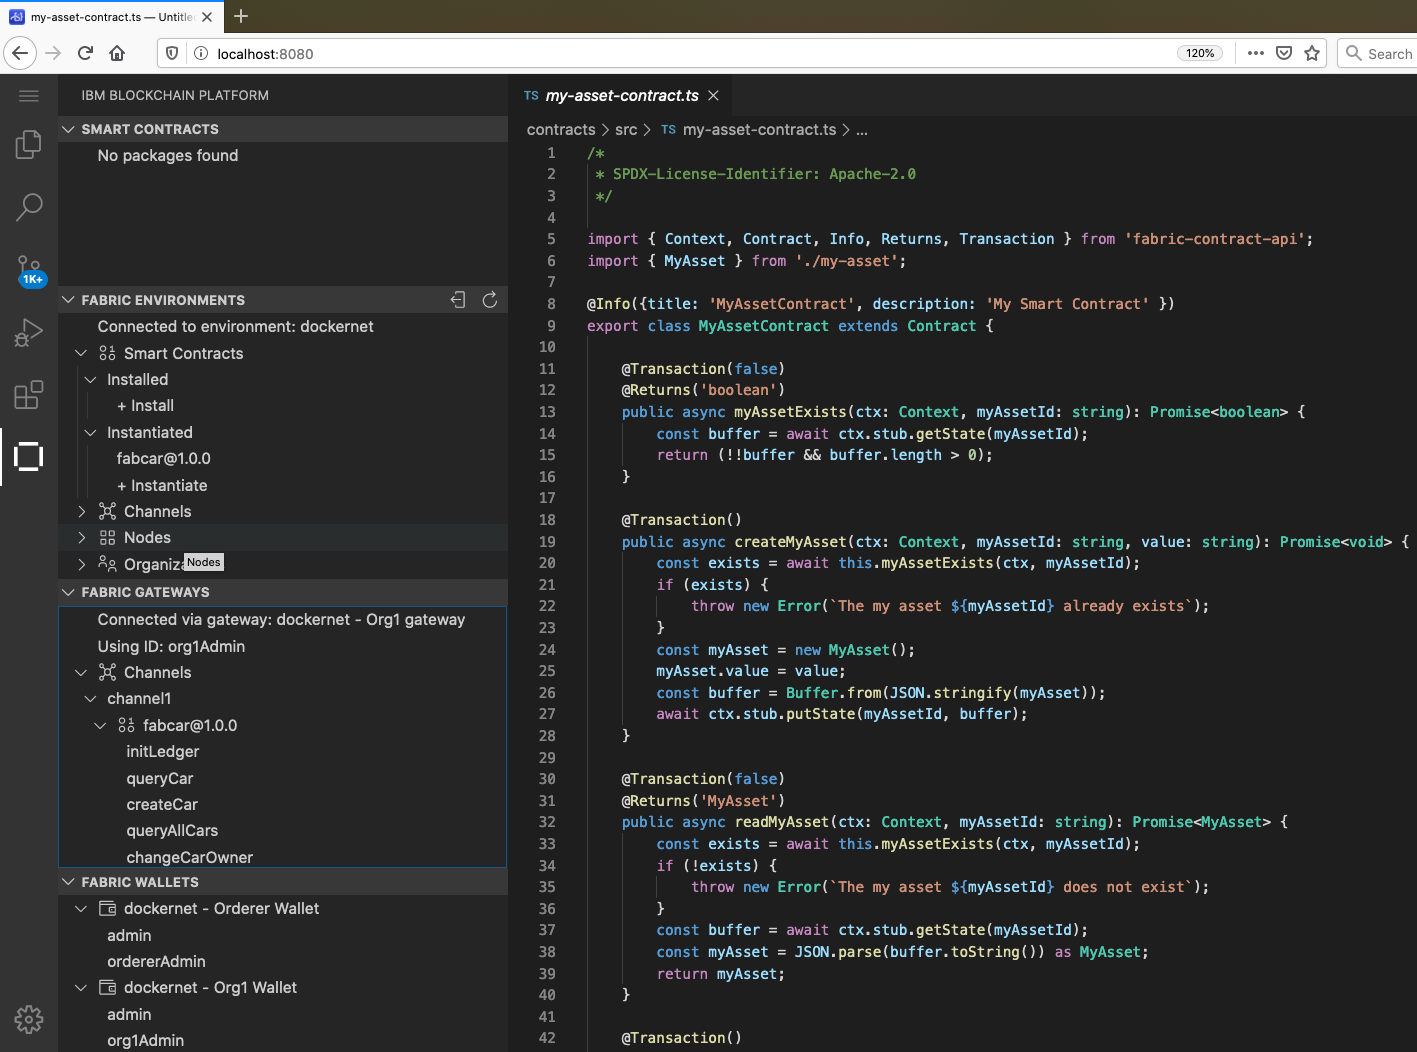 my-asset-contract.ts — Untitle
localhost:8080
120%
Search
IBM BLOCKCHAIN PLATFORM
SMART CONTRACTS
No packages found
1K+
FABRIC ENVIRONMENTS
Connected to environment: dockernet
Smart Contracts
Installed
+ Install
Instantiated
fabcar@1.0.0
+ Instantiate
Channels
Nodes
Organiza
Nodes
FABRIC GATEWAYS
Connected via gateway: dockernet - Org1 gateway
Using ID: org1Admin
Channels
channel1
fabcar@1.0.0
initLedger
queryCar
createCar
queryAllCars
changeCarOwner
FABRIC WALLETS
dockernet - Orderer Wallet
admin
ordererAdmin
dockernet - Org1 Wallet
admin
org1Admin
TS my-asset-contract.ts
contracts > src > TS my-asset-contract.ts > ...
1 /*
2  * SPDX-License-Identifier: Apache-2.0
3  */
4
5 import { Context, Contract, Info, Returns, Transaction } from 'fabric-contract-api';
6 import { MyAsset } from './my-asset';
7
8 @Info({title: 'MyAssetContract', description: 'My Smart Contract' })
9 export class MyAssetContract extends Contract {
10
11     @Transaction(false)
12     @Returns('boolean')
13     public async myAssetExists(ctx: Context, myAssetId: string): Promise<boolean> {
14         const buffer = await ctx.stub.getState(myAssetId);
15         return (!!buffer && buffer.length > 0);
16     }
17
18     @Transaction()
19     public async createMyAsset(ctx: Context, myAssetId: string, value: string): Promise<void> {
20         const exists = await this.myAssetExists(ctx, myAssetId);
21         if (exists) {
22             throw new Error(`The my asset ${myAssetId} already exists`);
23         }
24         const myAsset = new MyAsset();
25         myAsset.value = value;
26         const buffer = Buffer.from(JSON.stringify(myAsset));
27         await ctx.stub.putState(myAssetId, buffer);
28     }
29
30     @Transaction(false)
31     @Returns('MyAsset')
32     public async readMyAsset(ctx: Context, myAssetId: string): Promise<MyAsset> {
33         const exists = await this.myAssetExists(ctx, myAssetId);
34         if (!exists) {
35             throw new Error(`The my asset ${myAssetId} does not exist`);
36         }
37         const buffer = await ctx.stub.getState(myAssetId);
38         const myAsset = JSON.parse(buffer.toString()) as MyAsset;
39         return myAsset;
40     }
41
42     @Transaction()